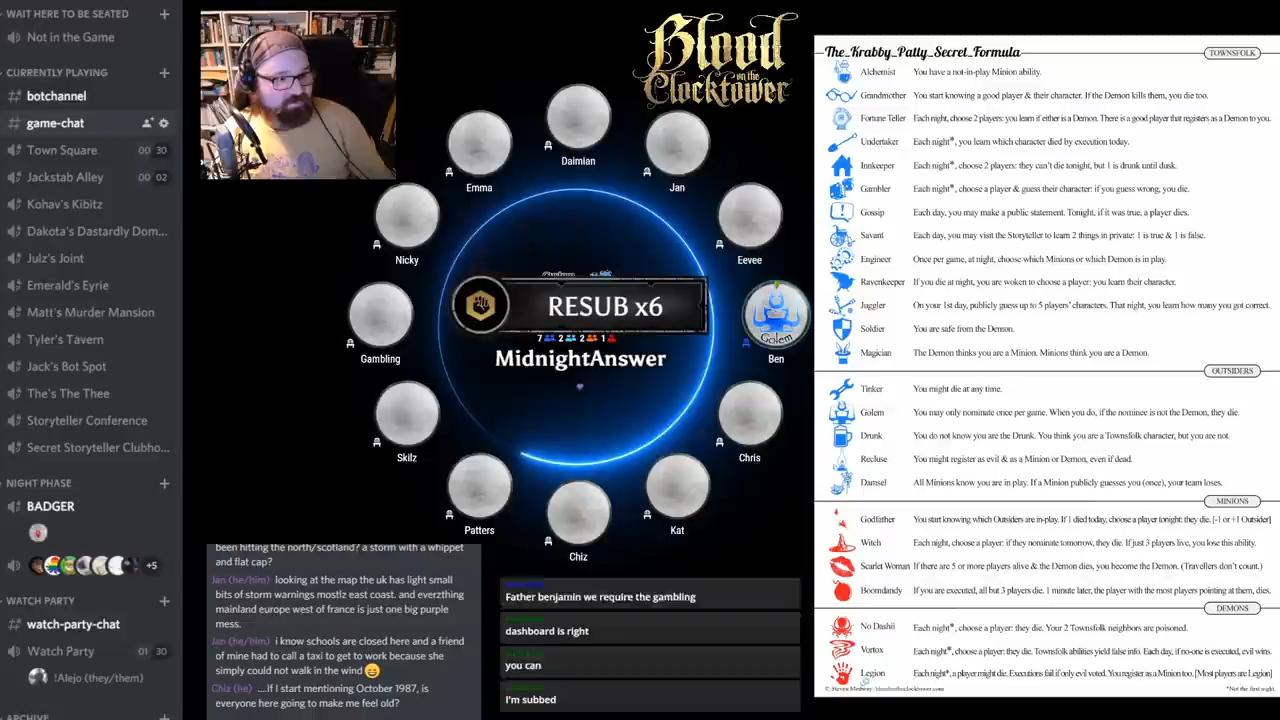 WAIT HERE TO BE SEATED
Not in the Game
CURRENTLY PLAYING
botchannel
game-chat
Town Square 00 30
Jackstab Alley 00 02
Kohav's Kibitz
Dakota's Dastardly Dom...
Julz's Joint
Emerald's Eyrie
Matt's Murder Mansion
Tyler's Tavern
Jack's Bot Spot
The's The Thee
Storyteller Conference
Secret Storyteller Clubho...
NIGHT PHASE
BADGER
+5
WATCH PARTY
watch-party-chat
Watch Party 01 30
!Alejo (they/them)
ARCHIVE
Blood
on the
Clocktower
Daimian
Emma
Jan
Nicky
Eevee
Gambling
Golem
Ben
Skilz
Chris
Patters
Kat
Chiz
RESUB x6
7 2 2 1
MidnightAnswer
been hitting the north/scotland? a storm with a whippet
and flat cap?
Jan (he/him) looking at the map the uk has light small
bits of storm warnings mostlz east coast. and everzthing
mainland europe west of france is just one big purple
mess.
Jan (he/him) i know schools are closed here and a friend
of mine had to call a taxi to get to work because she
simply could not walk in the wind
Chiz (he) ....If I start mentioning October 1987, is
everyone here going to make me feel old?
Father benjamin we require the gambling
dashboard is right
you can
I'm subbed
The_Krabby_Patty_Secret_Formula
TOWNSFOLK
Alchemist You have a not-in-play Minion ability.
Grandmother You start knowing a good player & their character. If the Demon kills them, you die too.
Fortune Teller Each night, choose 2 players: you learn if either is a Demon. There is a good player that registers as a Demon to you.
Undertaker Each night*, you learn which character died by execution today.
Innkeeper Each night*, choose 2 players: they can't die tonight, but 1 is drunk until dusk.
Gambler Each night*, choose a player & guess their character: if you guess wrong, you die.
Gossip Each day, you may make a public statement. Tonight, if it was true, a player dies.
Savant Each day, you may visit the Storyteller to learn 2 things in private: 1 is true & 1 is false.
Engineer Once per game, at night, choose which Minions or which Demon is in play.
Ravenkeeper If you die at night, you are woken to choose a player: you learn their character.
Juggler On your 1st day, publicly guess up to 5 players' characters. That night, you learn how many you got correct.
Soldier You are safe from the Demon.
Magician The Demon thinks you are a Minion. Minions think you are a Demon.
OUTSIDERS
Tinker You might die at any time.
Golem You may only nominate once per game. When you do, if the nominee is not the Demon, they die.
Drunk You do not know you are the Drunk. You think you are a Townsfolk character, but you are not.
Recluse You might register as evil & as a Minion or Demon, even if dead.
Damsel All Minions know you are in play. If a Minion publicly guesses you (once), your team loses.
MINIONS
Godfather You start knowing which Outsiders are in-play. If 1 died today, choose a player tonight: they die. [-1 or +1 Outsider]
Witch Each night, choose a player: if they nominate tomorrow, they die. If just 3 players live, you lose this ability.
Scarlet Woman If there are 5 or more players alive & the Demon dies, you become the Demon. (Travellers don't count.)
Boomdandy If you are executed, all but 3 players die. 1 minute later, the player with the most players pointing at them, dies.
DEMONS
No Dashii Each night*, choose a player: they die. Your 2 Townsfolk neighbors are poisoned.
Vortox Each night*, choose a player: they die. Townsfolk abilities yield false info. Each day, if no-one is executed, evil wins.
Legion Each night*, a player might die. Executions fail if only evil voted. You register as a Minion too. [Most players are Legion]
© Steven Medway, bloodontheclocktower.com
*Not the first night.